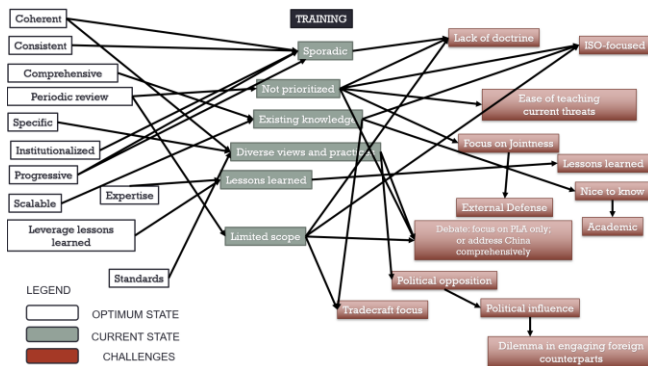 Coherent
TRAINING
Consistent
Sporadic
Lack of doctrine
ISO-focused
Comprehensive
Periodic review
Not prioritized
Ease of teaching
current threats
Specific
Existing knowledge
Institutionalized
Diverse views and practices
Focus on Jointness
Progressive
Lessons learned
Lessons learned
Expertise
Nice to know
Scalable
External Defense
Academic
Leverage lessons
learned
Limited scope
Debate: focus on PLA only;
or address China
comprehensively
Standards
Political opposition
LEGEND
OPTIMUM STATE
Tradecraft focus
Political influence
CURRENT STATE
CHALLENGES
Dilemma in engaging foreign
counterparts